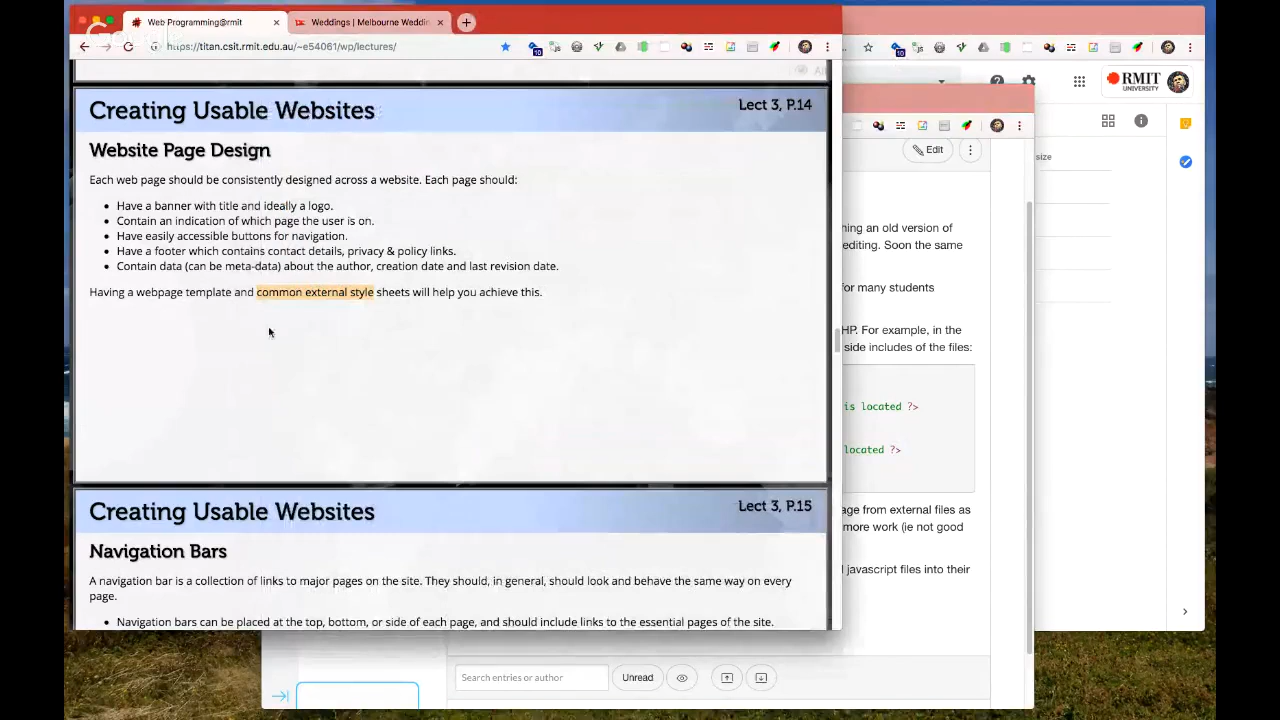 Web Programming@rmit
Weddings | Melbourne Weddin
Google
https://titan.csit.rmit.edu.au/~e54061/wp/lectures/
10
10
RMIT
UNIVERSITY
Creating Usable Websites
Lect 3, P.14
Website Page Design
Each web page should be consistently designed across a website. Each page should:
Have a banner with title and ideally a logo.
Contain an indication of which page the user is on.
Have easily accessible buttons for navigation.
Have a footer which contains contact details, privacy & policy links.
Contain data (can be meta-data) about the author, creation date and last revision date.
Having a webpage template and common external style sheets will help you achieve this.
Creating Usable Websites
Lect 3, P.15
Navigation Bars
A navigation bar is a collection of links to major pages on the site. They should, in general, should look and behave the same way on every
page.
Navigation bars can be placed at the top, bottom, or side of each page, and should include links to the essential pages of the site.
Edit
size
hing an old version of
editing. Soon the same
for many students
HP. For example, in the
side includes of the files:
is located ?>
located ?>
age from external files as
more work (ie not good
javascript files into their
Search entries or author
Unread